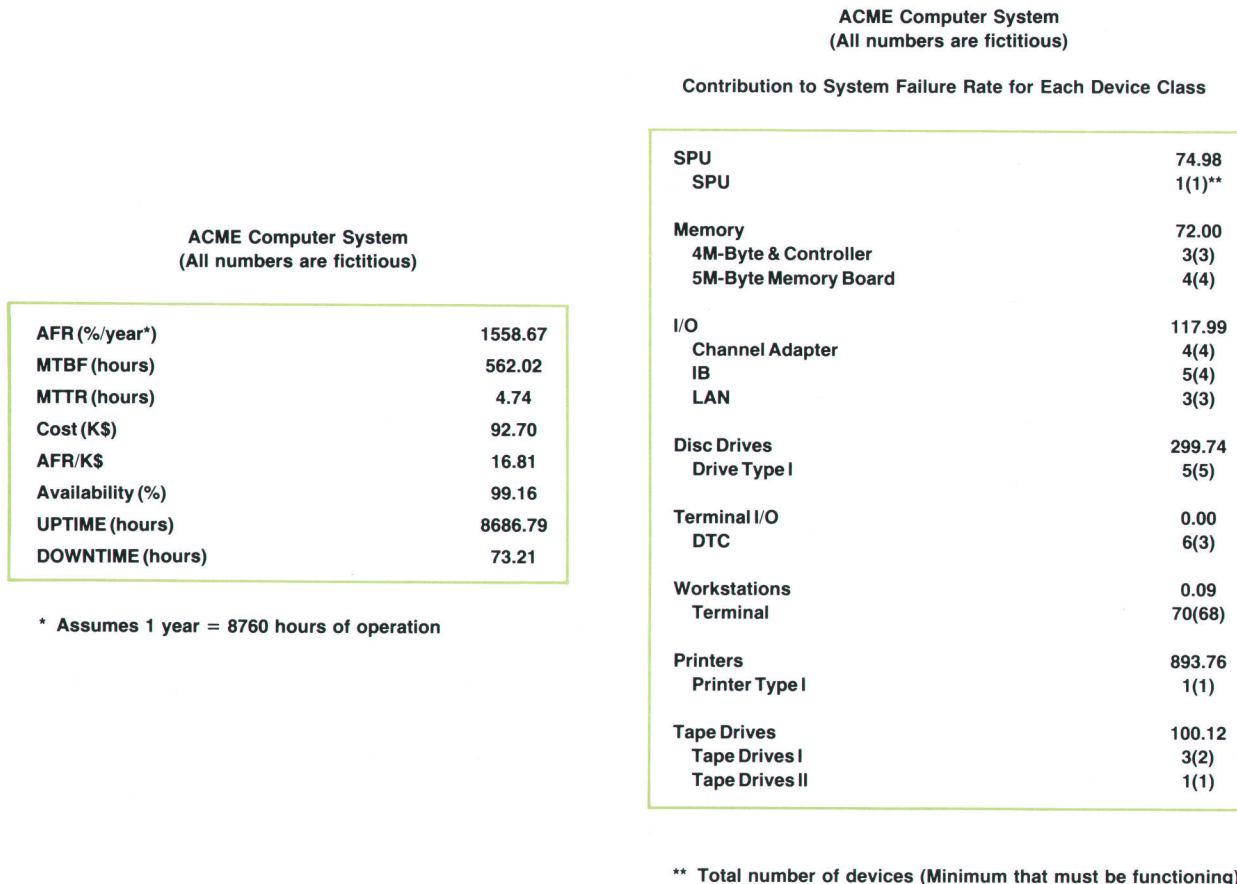 ACME Computer System
(All numbers are fictitious)
AFR (%/year*) 1558.67
MTBF (hours) 562.02
MTTR (hours) 4.74
Cost (K$) 92.70
AFR/K$ 16.81
Availability (%) 99.16
UPTIME (hours) 8686.79
DOWNTIME (hours) 73.21
* Assumes 1 year = 8760 hours of operation
ACME Computer System
(All numbers are fictitious)
Contribution to System Failure Rate for Each Device Class
SPU 74.98
SPU 1(1)**
Memory 72.00
4M-Byte & Controller 3(3)
5M-Byte Memory Board 4(4)
I/O 117.99
Channel Adapter 4(4)
IB 5(4)
LAN 3(3)
Disc Drives 299.74
Drive Type I 5(5)
Terminal I/O 0.00
DTC 6(3)
Workstations 0.09
Terminal 70(68)
Printers 893.76
Printer Type I 1(1)
Tape Drives 100.12
Tape Drives I 3(2)
Tape Drives II 1(1)
** Total number of devices (Minimum that must be functioning)